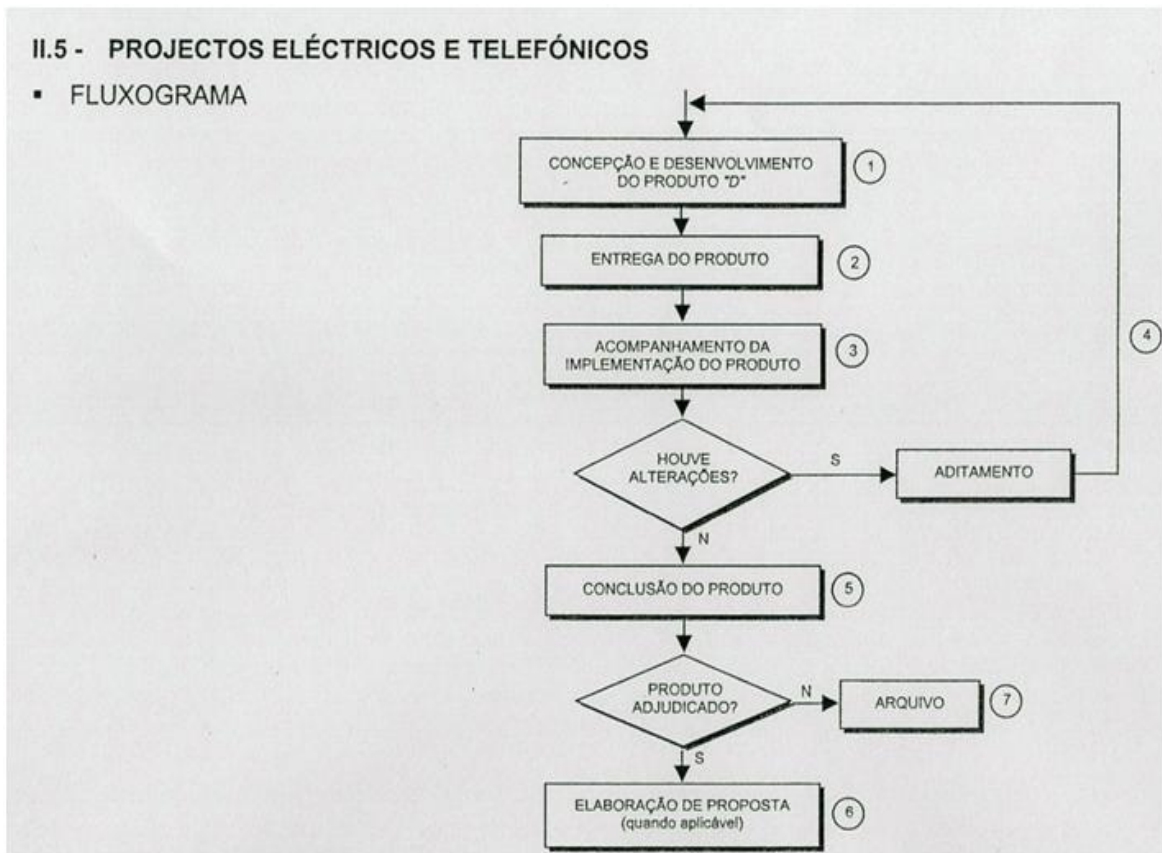 II.5 - PROJECTOS ELÉCTRICOS E TELEFÓNICOS
▪ FLUXOGRAMA
CONCEPÇÃO E DESENVOLVIMENTO
DO PRODUTO "D"
1
ENTREGA DO PRODUTO
2
ACOMPANHAMENTO DA
IMPLEMENTAÇÃO DO PRODUTO
3
4
HOUVE
ALTERAÇÕES?
S
ADITAMENTO
N
CONCLUSÃO DO PRODUTO
5
PRODUTO
ADJUDICADO?
N
ARQUIVO
7
S
ELABORAÇÃO DE PROPOSTA
(quando aplicável)
6